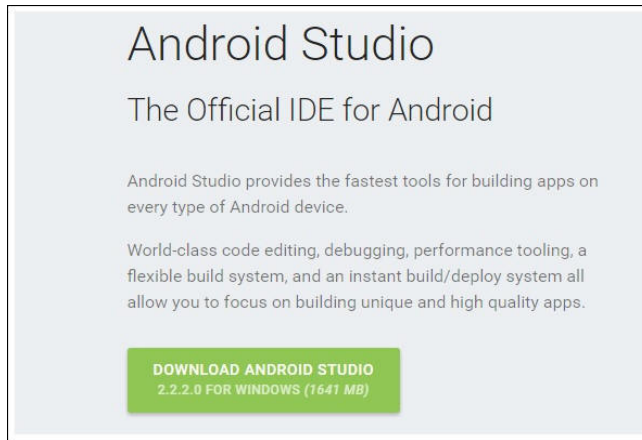 Android Studio
The Official IDE for Android
Android Studio provides the fastest tools for building apps on
every type of Android device.
World-class code editing, debugging, performance tooling, a
flexible build system, and an instant build/deploy system all
allow you to focus on building unique and high quality apps.
DOWNLOAD ANDROID STUDIO
2.2.2.0 FOR WINDOWS (1641 MB)